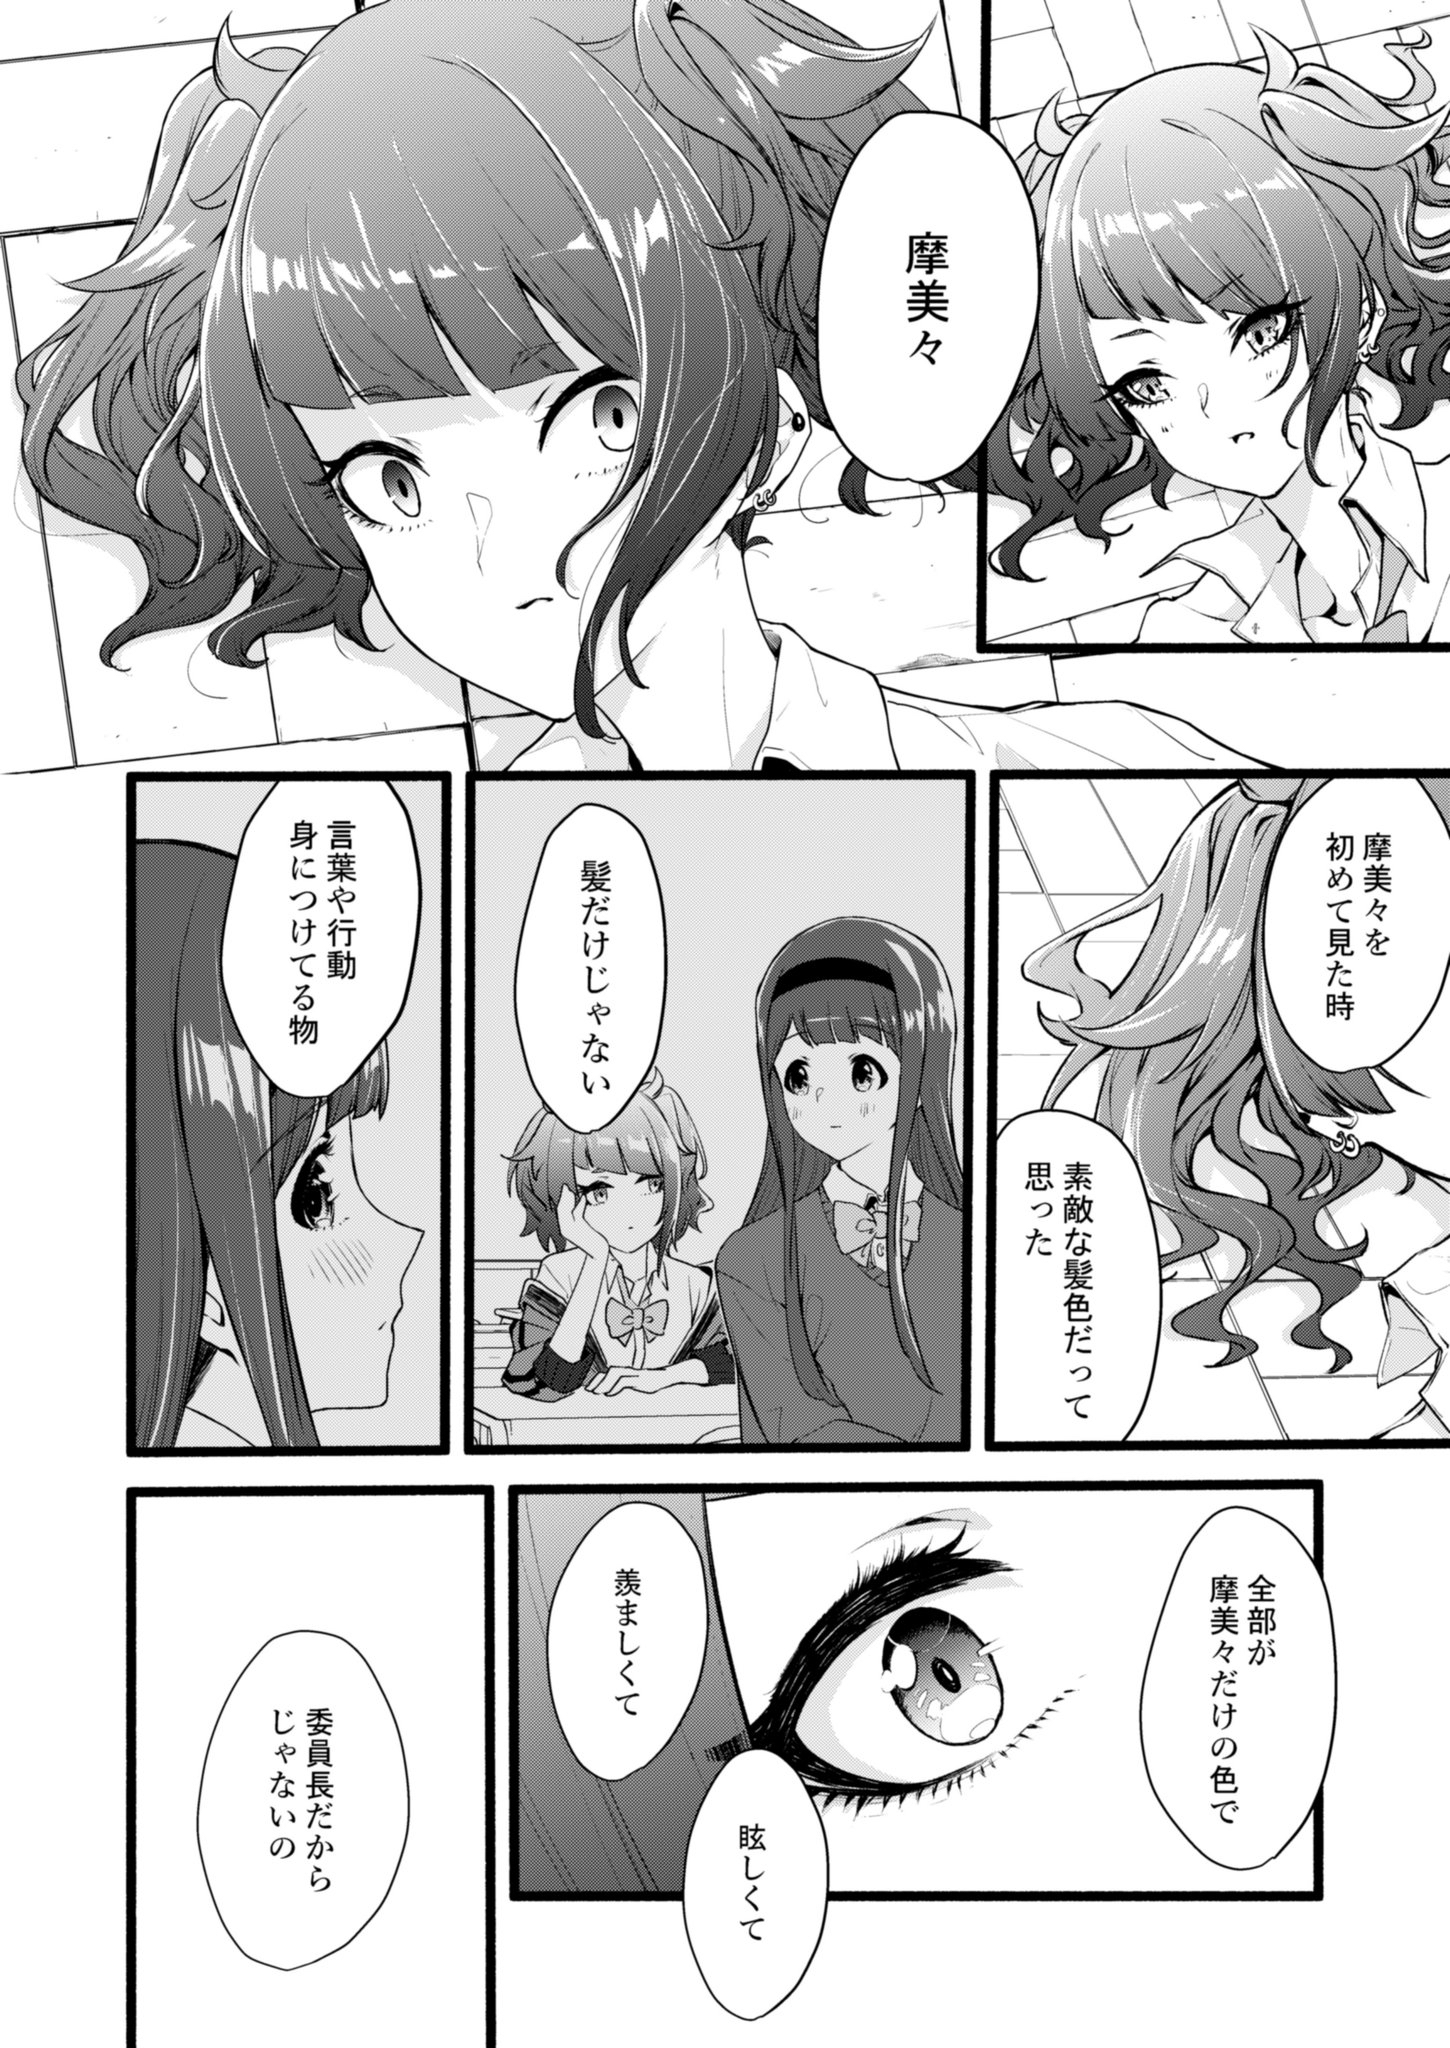 摩美々
摩美々を
初めて見た時
素敵な髪色だって
思った
髪だけじゃない
言葉や行動
身につけてる物
全部が
摩美々だけの色で
羨ましくて
眩しくて
委員長だから
じゃないの